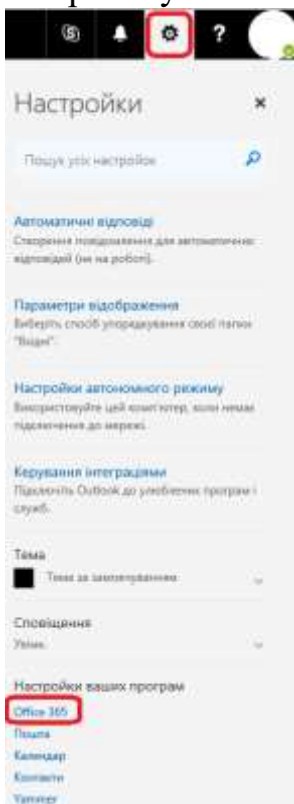 ?
Настройки ×
Пошук усіх настройок
Автоматичні відповіді
Створення повідомлення для автоматичних
відповідей (не на роботі).
Параметри відображення
Виберіть спосіб упорядкування своєї папки
"Вхідні".
Настройки автономного режиму
Використовуйте цей комп'ютер, коли немає
підключення до мережі.
Керування інтеграціями
Підключіть Outlook до улюблених програм і
служб.
Тема
Тема за замовчуванням
Сповіщення
Увімк.
Настройки ваших програм
Office 365
Пошта
Календар
Контакти
Yammer